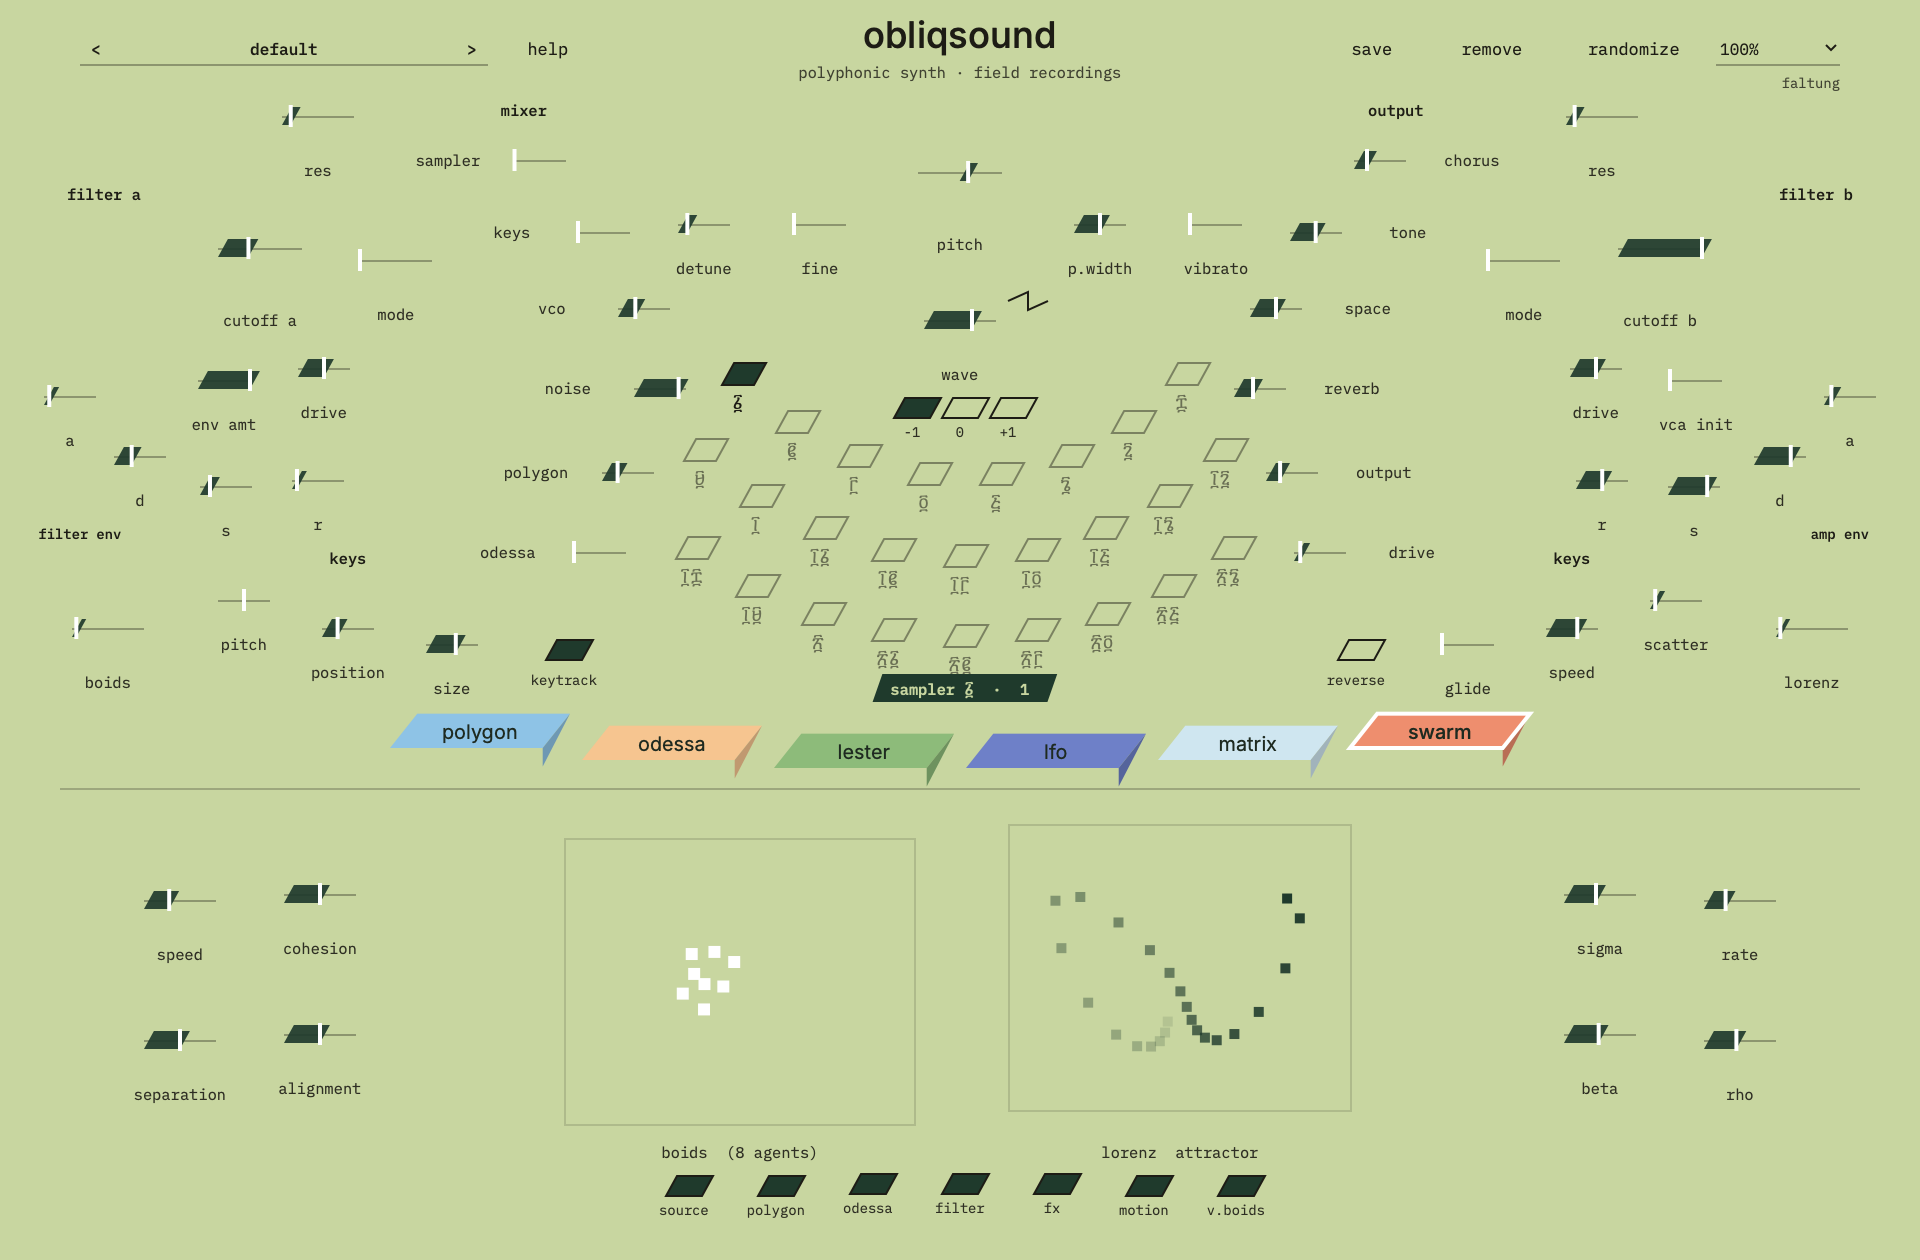 < default >
help
obliqsound
polyphonic synth · field recordings
save
remove
randomize
100%
faltung
mixer
output
res
sampler
chorus
res
filter a
filter b
keys
detune
fine
pitch
p.width
vibrato
tone
cutoff a
mode
vco
space
mode
cutoff b
noise
wave
reverb
env amt
drive
drive
vca init
-1
0
+1
a
a
polygon
output
d
s
r
r
s
d
filter env
keys
odessa
drive
keys
amp env
boids
pitch
position
size
keytrack
reverse
glide
speed
scatter
lorenz
sampler
· 1
polygon
odessa
lester
lfo
matrix
swarm
speed
cohesion
sigma
rate
separation
alignment
beta
rho
boids (8 agents)
lorenz attractor
source
polygon
odessa
filter
fx
motion
v.boids